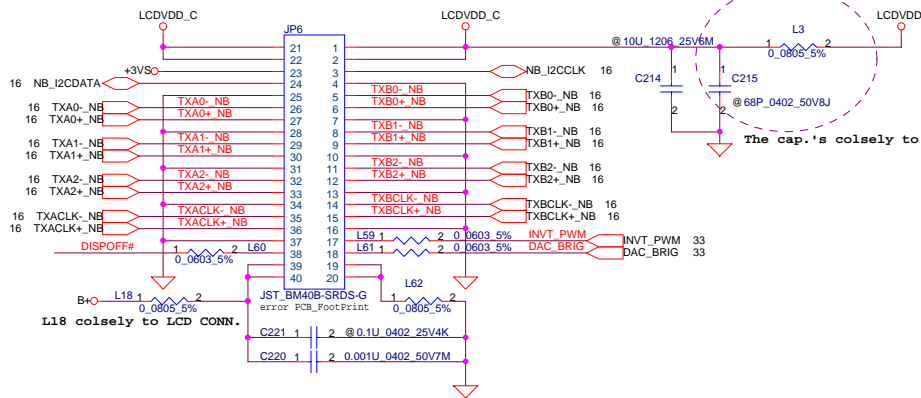 LCDVDD_C
LCDVDD_C
LCDVDD
JP6
L3
@ 10U_1206_25V6M
1 2
0_0805_5%
21 1
22 2
+3VS 23 3 NB_I2CCLK 16
16 NB_I2CDATA 24 4
C214 1 2
C215 1 2
@ 68P_0402_50V8J
The cap.'s colsely to
25 5 TXB0-_NB TXB0-_NB 16
16 TXA0-_NB TXA0-_NB 26 6 TXB0+_NB TXB0+_NB 16
16 TXA0+_NB TXA0+_NB 27 7
28 8 TXB1-_NB TXB1-_NB 16
16 TXA1-_NB TXA1-_NB 29 9 TXB1+_NB TXB1+_NB 16
16 TXA1+_NB TXA1+_NB 30 10
31 11 TXB2-_NB TXB2-_NB 16
16 TXA2-_NB TXA2-_NB 32 12 TXB2+_NB TXB2+_NB 16
16 TXA2+_NB TXA2+_NB 33 13
34 14 TXBCLK-_NB TXBCLK-_NB 16
16 TXACLK-_NB TXACLK-_NB 35 15 TXBCLK+_NB TXBCLK+_NB 16
16 TXACLK+_NB TXACLK+_NB 36 16
37 17 L59 1 2 0_0603_5% INVT_PWM INVT_PWM 33
DISPOFF# 1 2 L60 38 18 L61 1 2 0_0603_5% DAC_BRIG DAC_BRIG 33
0_0603_5%
39 19
40 20
B+ L18 1 2
0_0805_5%
JST_BM40B-SRDS-G
error PCB_FootPrint
L62
1 2
0_0805_5%
L18 colsely to LCD CONN.
C221 1 2 @ 0.1U_0402_25V4K
C220 1 2 0.001U_0402_50V7M